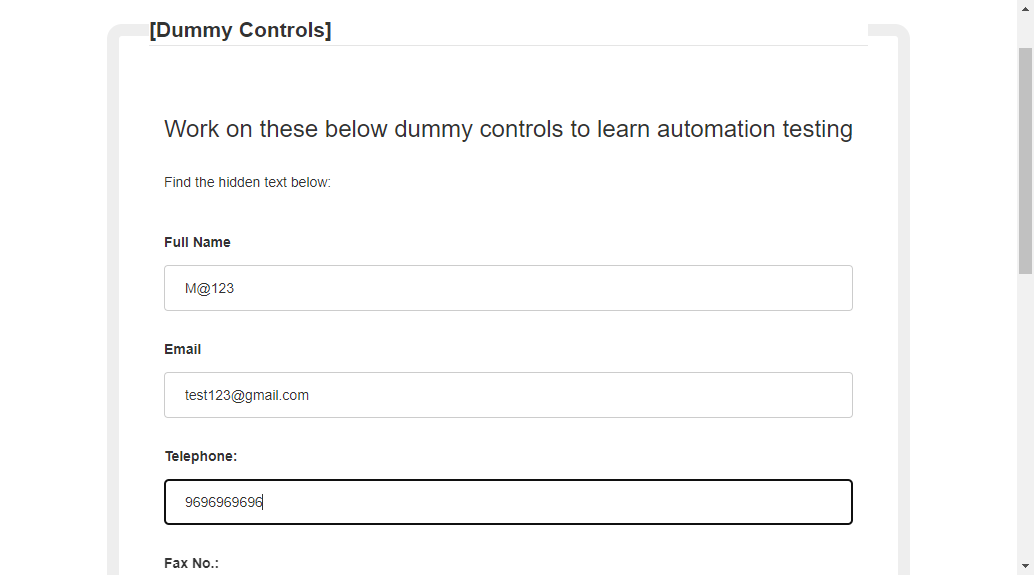 [Dummy Controls]
Work on these below dummy controls to learn automation testing
Find the hidden text below:
Full Name
M@123
Email
test123@gmail.com
Telephone:
9696969696
Fax No.: